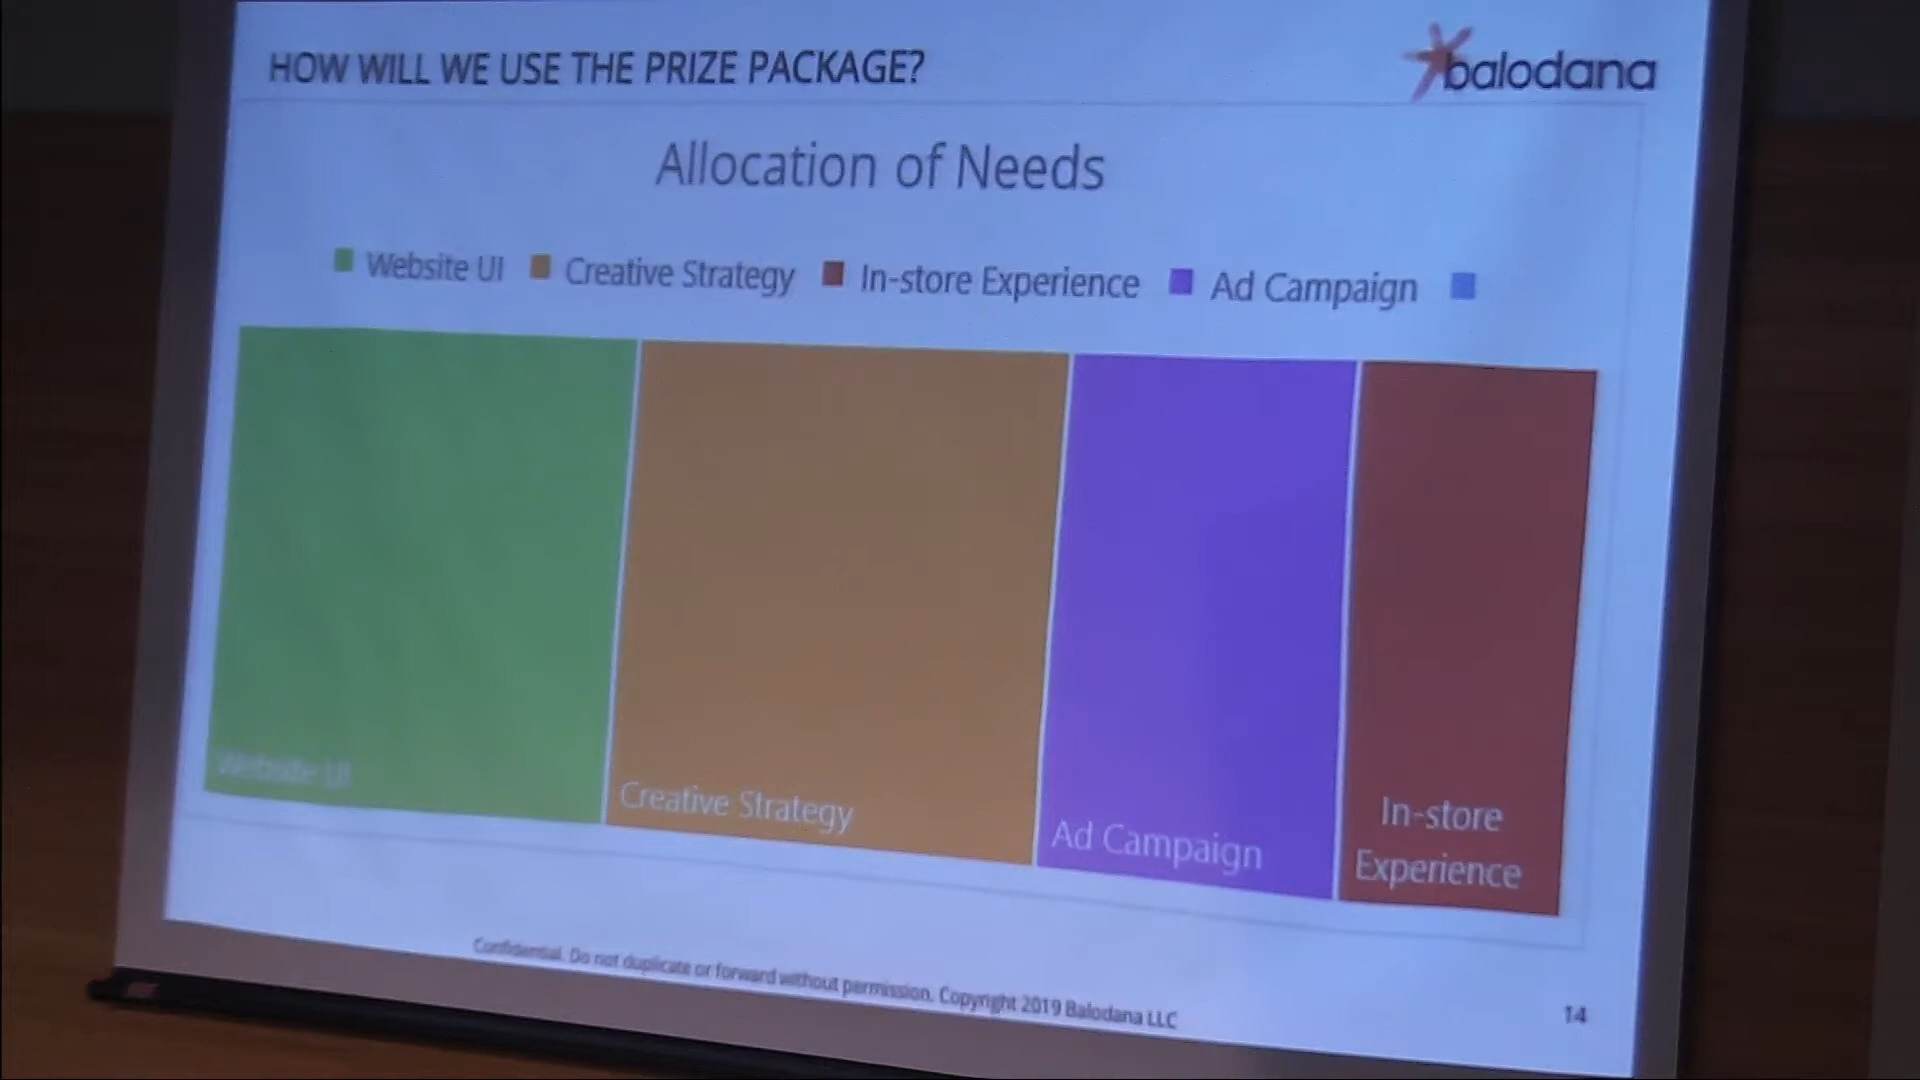 HOW WILL WE USE THE PRIZE PACKAGE?
balodana
Allocation of Needs
Website UI Creative Strategy In-store Experience Ad Campaign
Website UI
Creative Strategy
Ad Campaign
In-store
Experience
Confidential. Do not duplicate or forward without permission. Copyright 2019 Balodana LLC
14